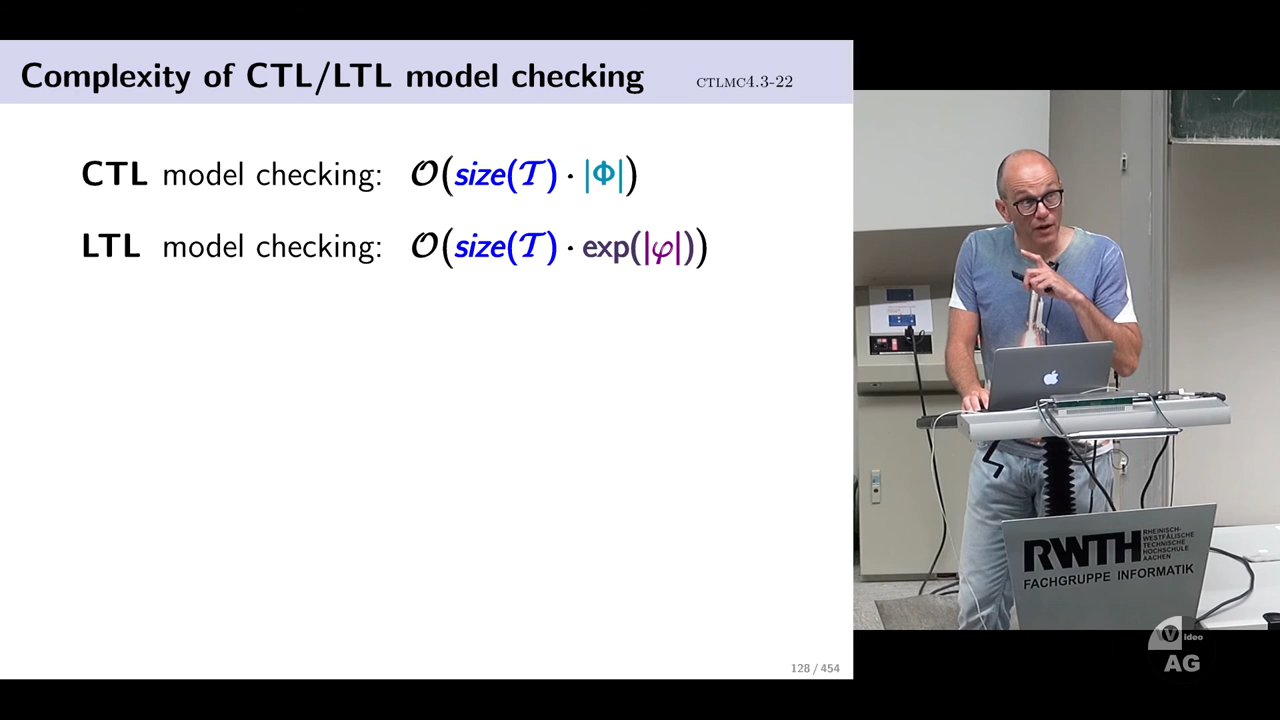 Complexity of CTL/LTL model checking CTLMC4.3-22
CTL model checking: 𝒪(size(𝒯) · |Φ|)
LTL model checking: 𝒪(size(𝒯) · exp(|φ|))
128 / 454
RWTH
RHEINISCH-
WESTFÄLISCHE
TECHNISCHE
HOCHSCHULE
AACHEN
FACHGRUPPE INFORMATIK
Video
AG